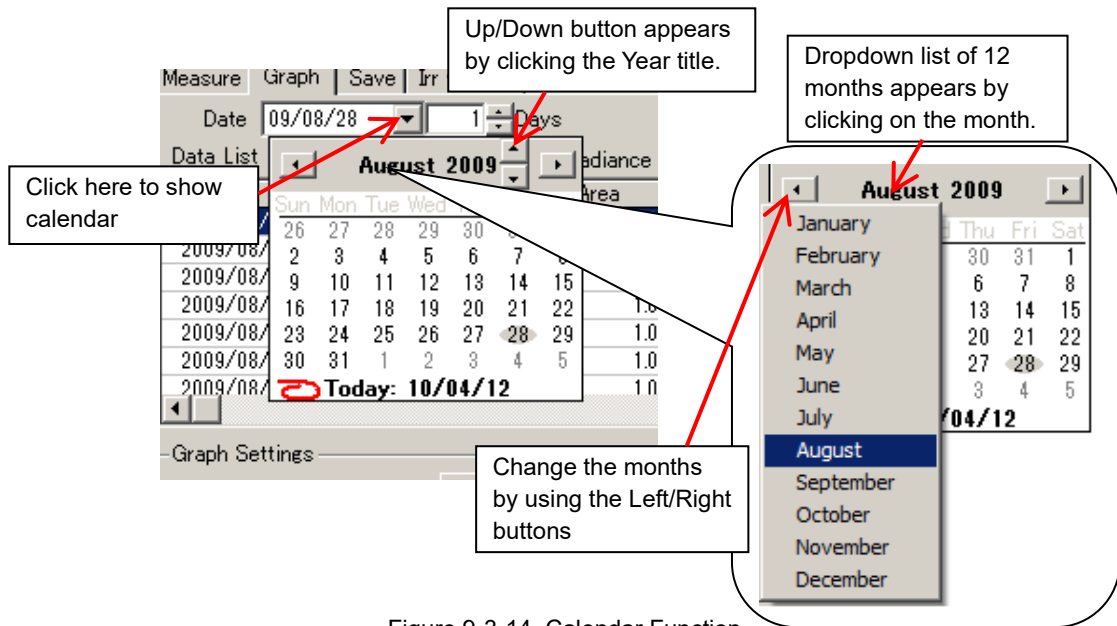 Up/Down button appears
by clicking the Year title.
Dropdown list of 12
months appears by
clicking on the month.
Measure Graph Save Irr
Date 09/08/28 1 Days
Data List
August 2009
adiance
Area
Click here to show
calendar
Sun Mon Tue Wed
26 27 28 29 30
2 3 4 5 6 7
9 10 11 12 13 14 15
16 17 18 19 20 21 22
23 24 25 26 27 28 29
30 31 1 2 3 4 5
Today: 10/04/12
2009/08/
2009/08/
2009/08/
2009/08/
2009/08/
2009/08/
1.0
1.0
1.0
1.0
Graph Settings
Change the months
by using the Left/Right
buttons
August 2009
Thu Fri Sat
30 31 1
6 7 8
13 14 15
20 21 22
27 28 29
3 4 5
/04/12
January
February
March
April
May
June
July
August
September
October
November
December
Figure 9-3-14 Calendar Function